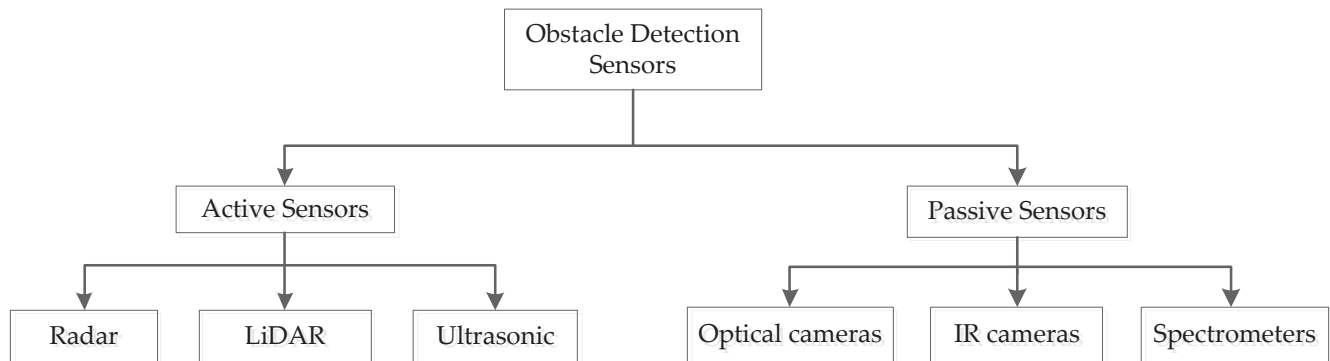 Obstacle Detection
Sensors
Active Sensors
Passive Sensors
Radar
LiDAR
Ultrasonic
Optical cameras
IR cameras
Spectrometers